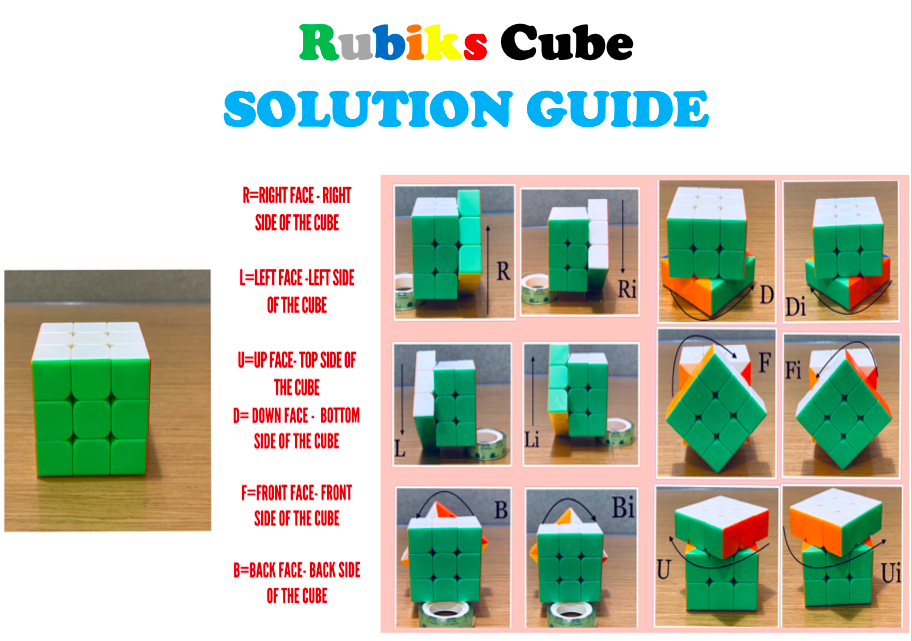 Rubiks Cube
SOLUTION GUIDE
R=RIGHT FACE - RIGHT
SIDE OF THE CUBE
L=LEFT FACE -LEFT SIDE
OF THE CUBE
U=UP FACE- TOP SIDE OF
THE CUBE
D= DOWN FACE - BOTTOM
SIDE OF THE CUBE
F=FRONT FACE- FRONT
SIDE OF THE CUBE
B=BACK FACE- BACK SIDE
OF THE CUBE
R
Ri
D
Di
L
Li
F
Fi
B
Bi
U
Ui